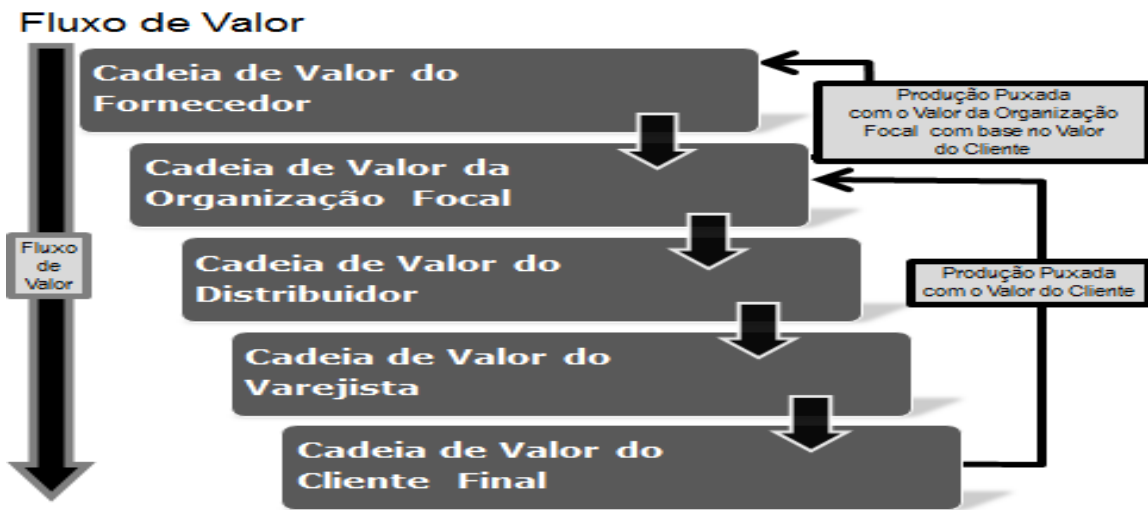 Fluxo de Valor
Cadeia de Valor do
Fornecedor
Produção Puxada
com o Valor da Organização
Focal com base no Valor
do Cliente
Cadeia de Valor da
Organização Focal
Fluxo
de
Valor
Cadeia de Valor do
Distribuidor
Produção Puxada
com o Valor do Cliente
Cadeia de Valor do
Varejista
Cadeia de Valor do
Cliente Final